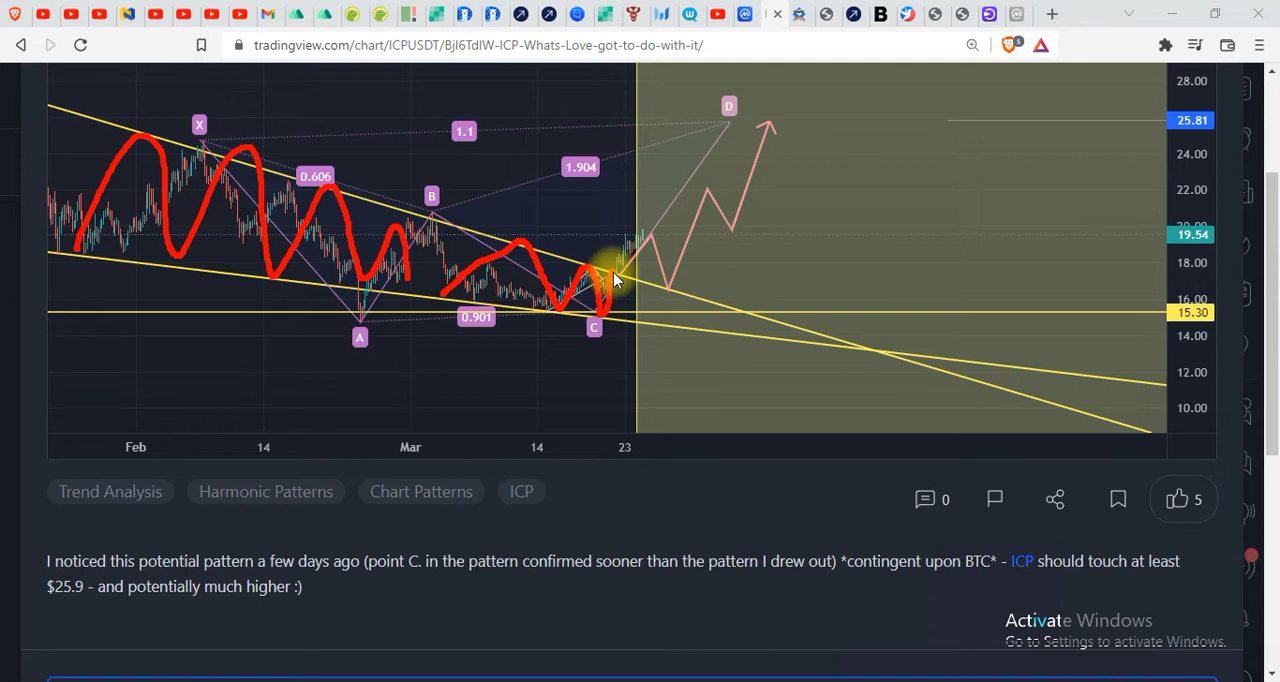 tradingview.com/chart/ICPUSDT/BjI6TdIW-ICP-Whats-Love-got-to-do-with-it/
5
28.00
D
25.81
X
1.1
24.00
1.904
0.606
22.00
B
20.00
19.54
18.00
16.00
15.30
0.901
C
14.00
A
12.00
10.00
Feb 14 Mar 14 23
Trend Analysis Harmonic Patterns Chart Patterns ICP
0 5
I noticed this potential pattern a few days ago (point C. in the pattern confirmed sooner than the pattern I drew out) *contingent upon BTC* - ICP should touch at least
$25.9 - and potentially much higher :)
Activate Windows
Go to Settings to activate Windows.